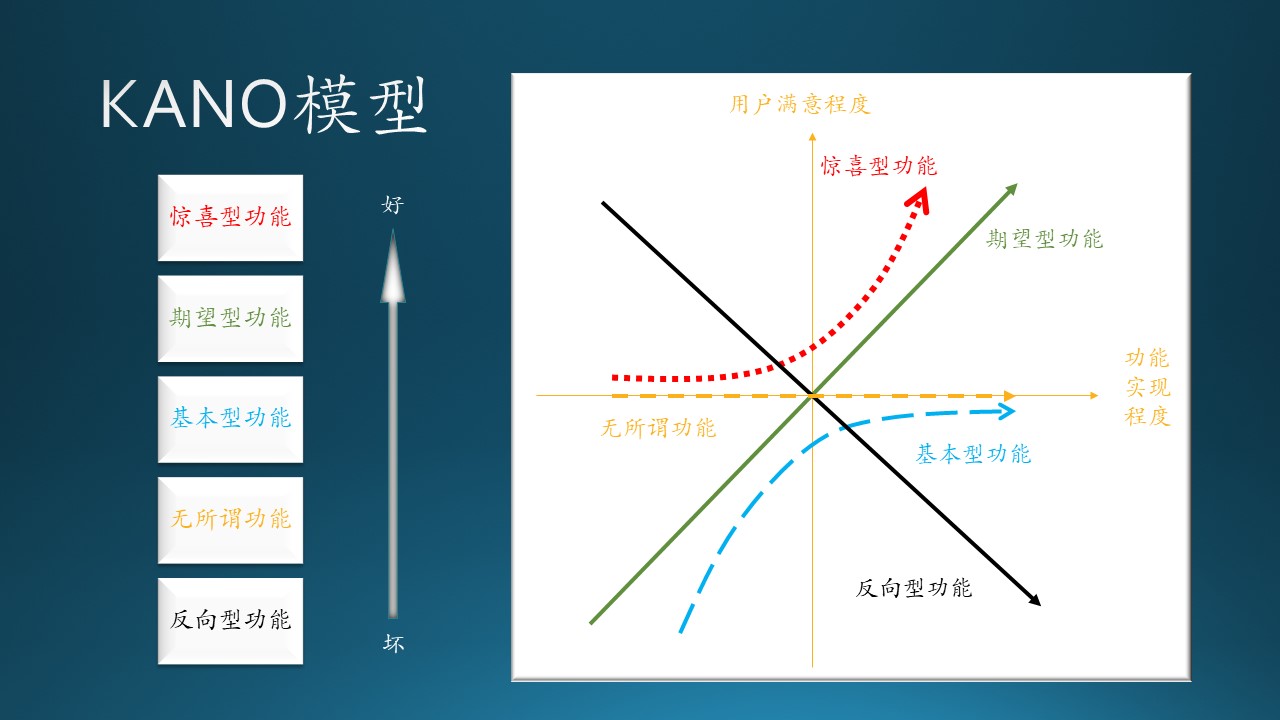 KANO模型
惊喜型功能
期望型功能
基本型功能
无所谓功能
反向型功能
好
坏
用户满意程度
惊喜型功能
期望型功能
功能
实现
程度
无所谓功能
基本型功能
反向型功能